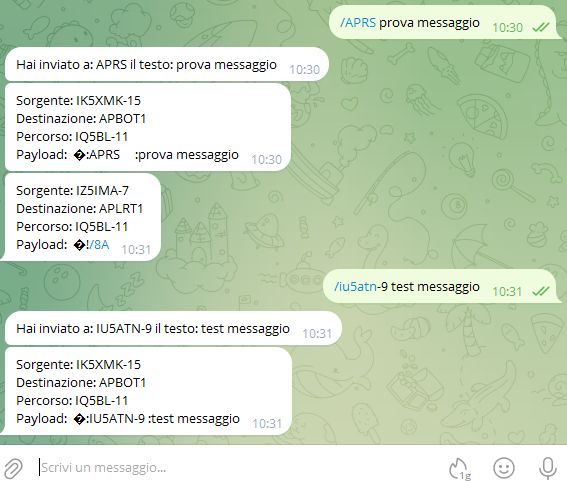 /APRS prova messaggio 10:30
Hai inviato a: APRS il testo: prova messaggio 10:30
Sorgente: IK5XMK-15
Destinazione: APBOT1
Percorso: IQ5BL-11
Payload: �:APRS :prova messaggio 10:30
Sorgente: IZ5IMA-7
Destinazione: APLRT1
Percorso: IQ5BL-11
Payload: �!/8A 10:31
/iu5atn-9 test messaggio 10:31
Hai inviato a: IU5ATN-9 il testo: test messaggio 10:31
Sorgente: IK5XMK-15
Destinazione: APBOT1
Percorso: IQ5BL-11
Payload: �:IU5ATN-9 :test messaggio 10:31
Scrivi un messaggio... 1g